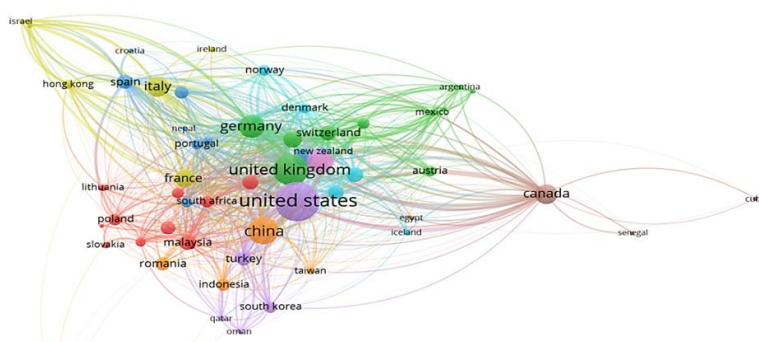 israel
croatia
ireland
hong kong
spain
italy
norway
argentina
denmark
mexico
germany
switzerland
nepal
portugal
new zealand
united kingdom
austria
france
lithuania
south africa
united states
canada
poland
egypt
china
iceland
senegal
slovakia
malaysia
turkey
romania
taiwan
indonesia
south korea
qatar
oman